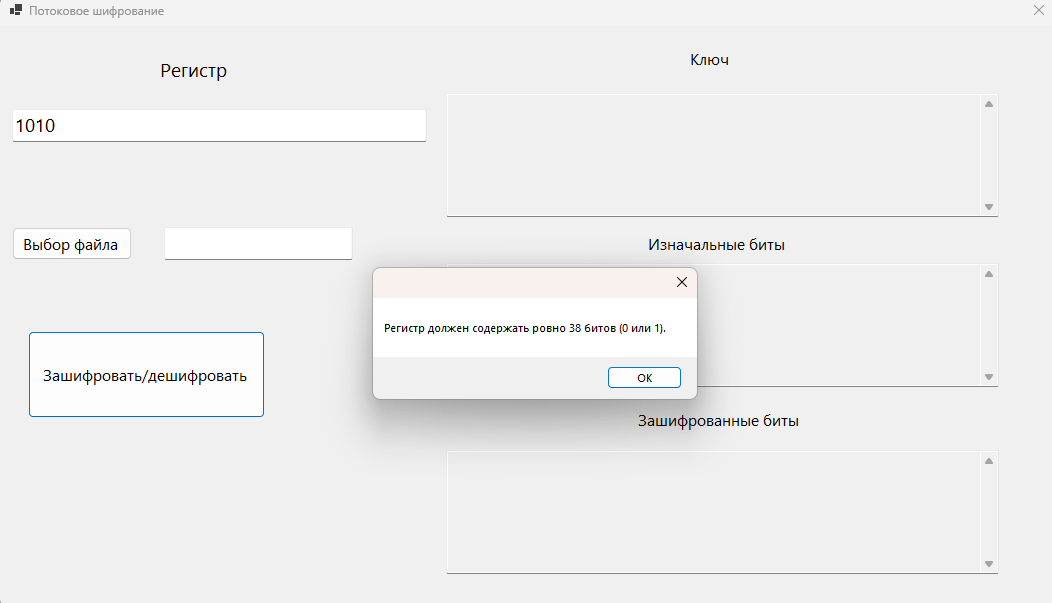 Потоковое шифрование
Регистр
1010
Выбор файла
Зашифровать/дешифровать
Ключ
Изначальные биты
Регистр должен содержать ровно 38 битов (0 или 1).
ОК
Зашифрованные биты